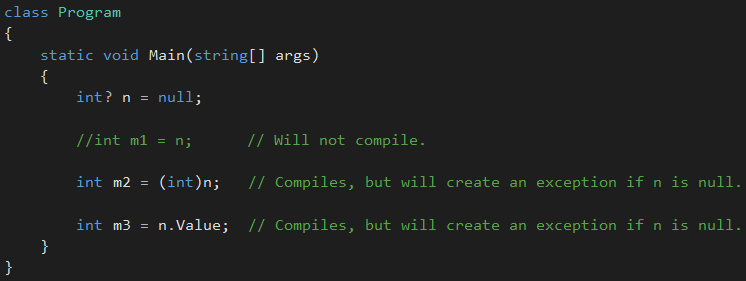 class Program
{
    static void Main(string[] args)
    {
        int? n = null;
        //int m1 = n;      // Will not compile.
        int m2 = (int)n;   // Compiles, but will create an exception if n is null.
        int m3 = n.Value;  // Compiles, but will create an exception if n is null.
    }
}